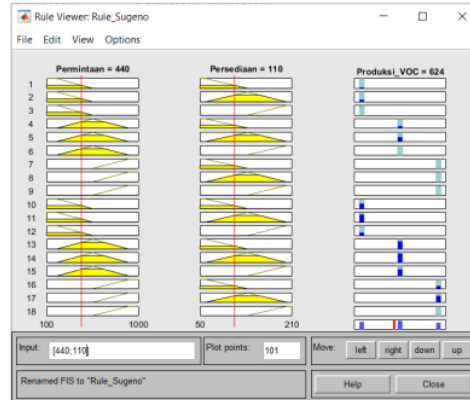 Rule Viewer: Rule_Sugeno
File Edit View Options
Permintaan = 440
Persediaan = 110
Produksi_VOC = 624
1
2
3
4
5
6
7
8
9
10
11
12
13
14
15
16
17
18
100 1000
50 210
Input: [440;110] Plot points: 101 Move: left right down up
Renamed FIS to "Rule_Sugeno" Help Close